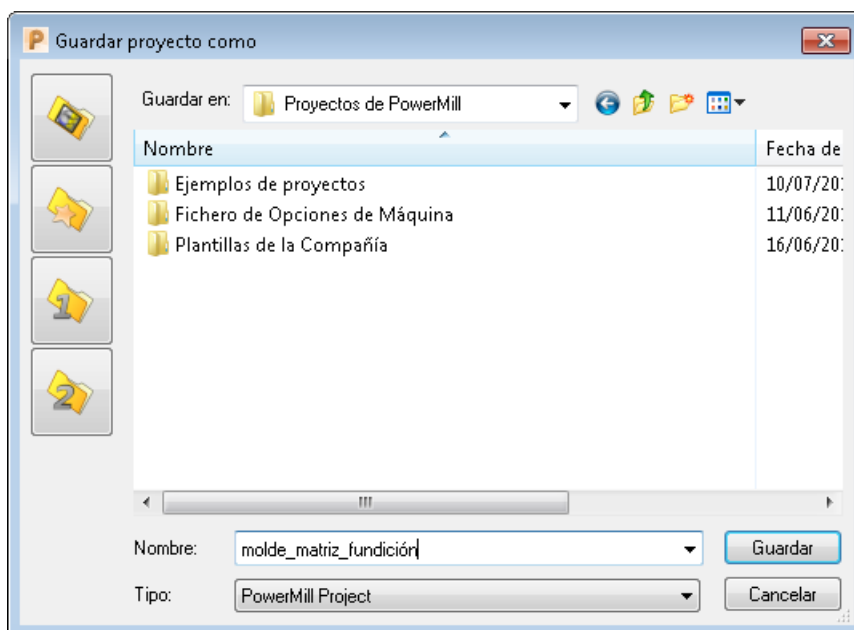 P Guardar proyecto como
Guardar en: Proyectos de PowerMill
Nombre Fecha de
Ejemplos de proyectos 10/07/20
Fichero de Opciones de Máquina 11/06/20
Plantillas de la Compañía 16/06/20
1
2
Nombre: molde_matriz_fundición Guardar
Tipo: PowerMill Project Cancelar